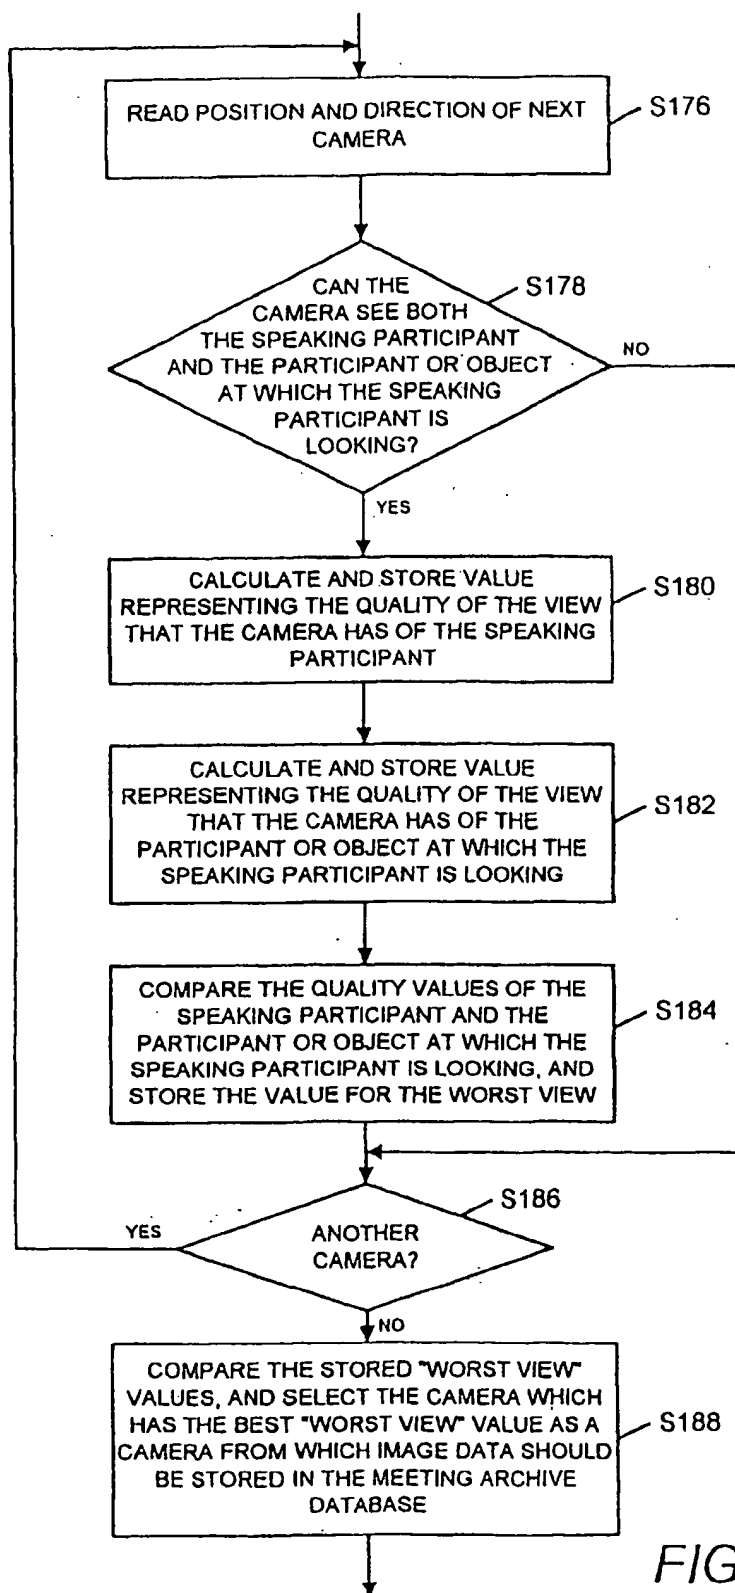 READ POSITION AND DIRECTION OF NEXT
CAMERA
S176
CAN THE
CAMERA SEE BOTH
THE SPEAKING PARTICIPANT
AND THE PARTICIPANT OR OBJECT
AT WHICH THE SPEAKING
PARTICIPANT IS
LOOKING?
S178
NO
YES
CALCULATE AND STORE VALUE
REPRESENTING THE QUALITY OF THE VIEW
THAT THE CAMERA HAS OF THE SPEAKING
PARTICIPANT
S180
CALCULATE AND STORE VALUE
REPRESENTING THE QUALITY OF THE VIEW
THAT THE CAMERA HAS OF THE
PARTICIPANT OR OBJECT AT WHICH THE
SPEAKING PARTICIPANT IS LOOKING
S182
COMPARE THE QUALITY VALUES OF THE
SPEAKING PARTICIPANT AND THE
PARTICIPANT OR OBJECT AT WHICH THE
SPEAKING PARTICIPANT IS LOOKING, AND
STORE THE VALUE FOR THE WORST VIEW
S184
ANOTHER
CAMERA?
S186
YES
NO
COMPARE THE STORED "WORST VIEW"
VALUES, AND SELECT THE CAMERA WHICH
HAS THE BEST "WORST VIEW" VALUE AS A
CAMERA FROM WHICH IMAGE DATA SHOULD
BE STORED IN THE MEETING ARCHIVE
DATABASE
S188
FIG